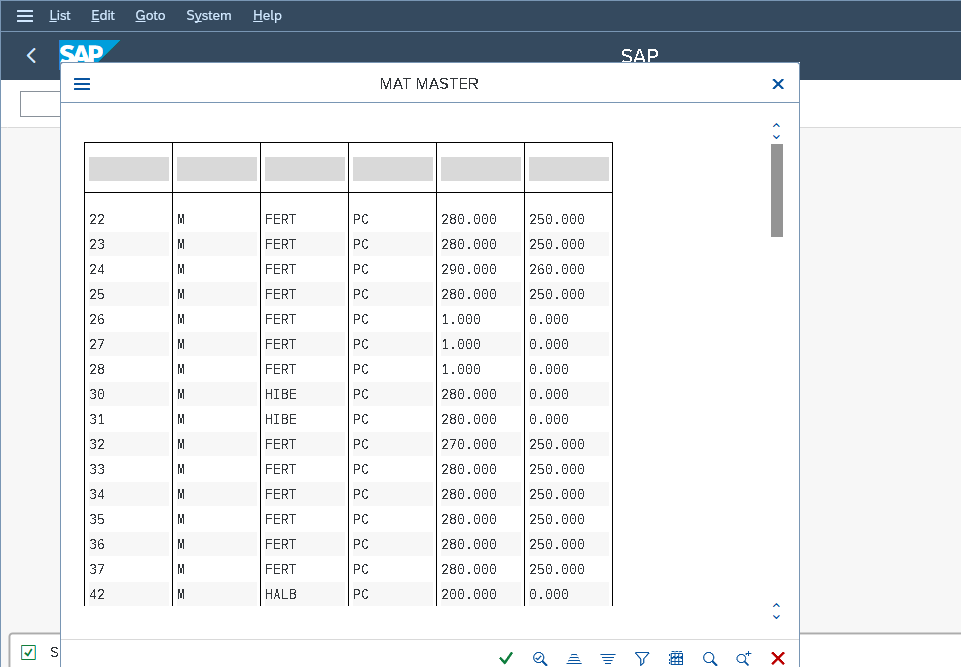 List Edit Goto System Help
SAP SAP
MAT MASTER
22 M FERT PC 280.000 250.000
23 M FERT PC 280.000 250.000
24 M FERT PC 290.000 260.000
25 M FERT PC 280.000 250.000
26 M FERT PC 1.000 0.000
27 M FERT PC 1.000 0.000
28 M FERT PC 1.000 0.000
30 M HIBE PC 280.000 0.000
31 M HIBE PC 280.000 0.000
32 M FERT PC 270.000 250.000
33 M FERT PC 280.000 250.000
34 M FERT PC 280.000 250.000
35 M FERT PC 280.000 250.000
36 M FERT PC 280.000 250.000
37 M FERT PC 280.000 250.000
42 M HALB PC 200.000 0.000
S